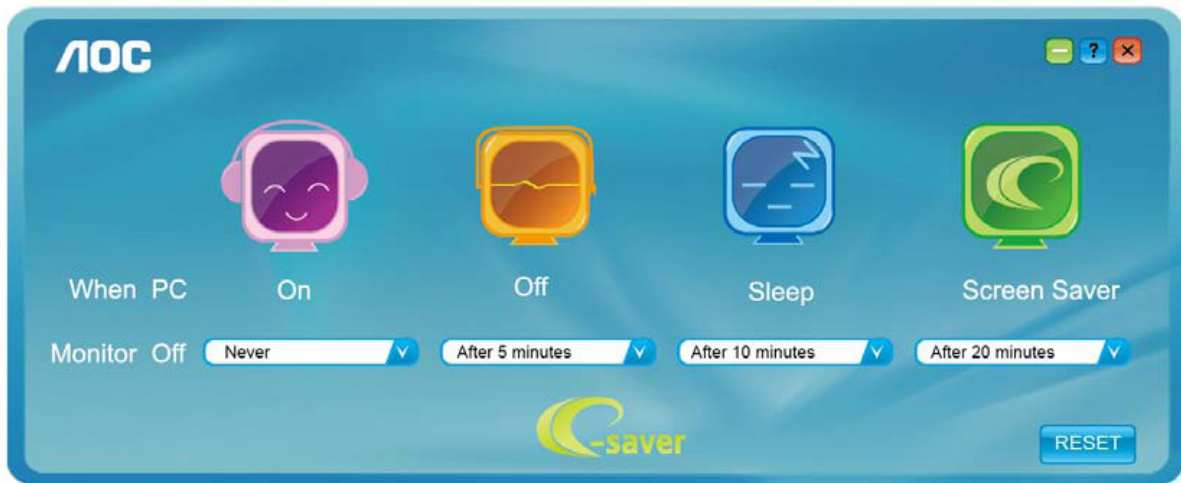 AOC
?
When PC On Off Sleep Screen Saver
Monitor Off Never After 5 minutes After 10 minutes After 20 minutes
e-saver
RESET